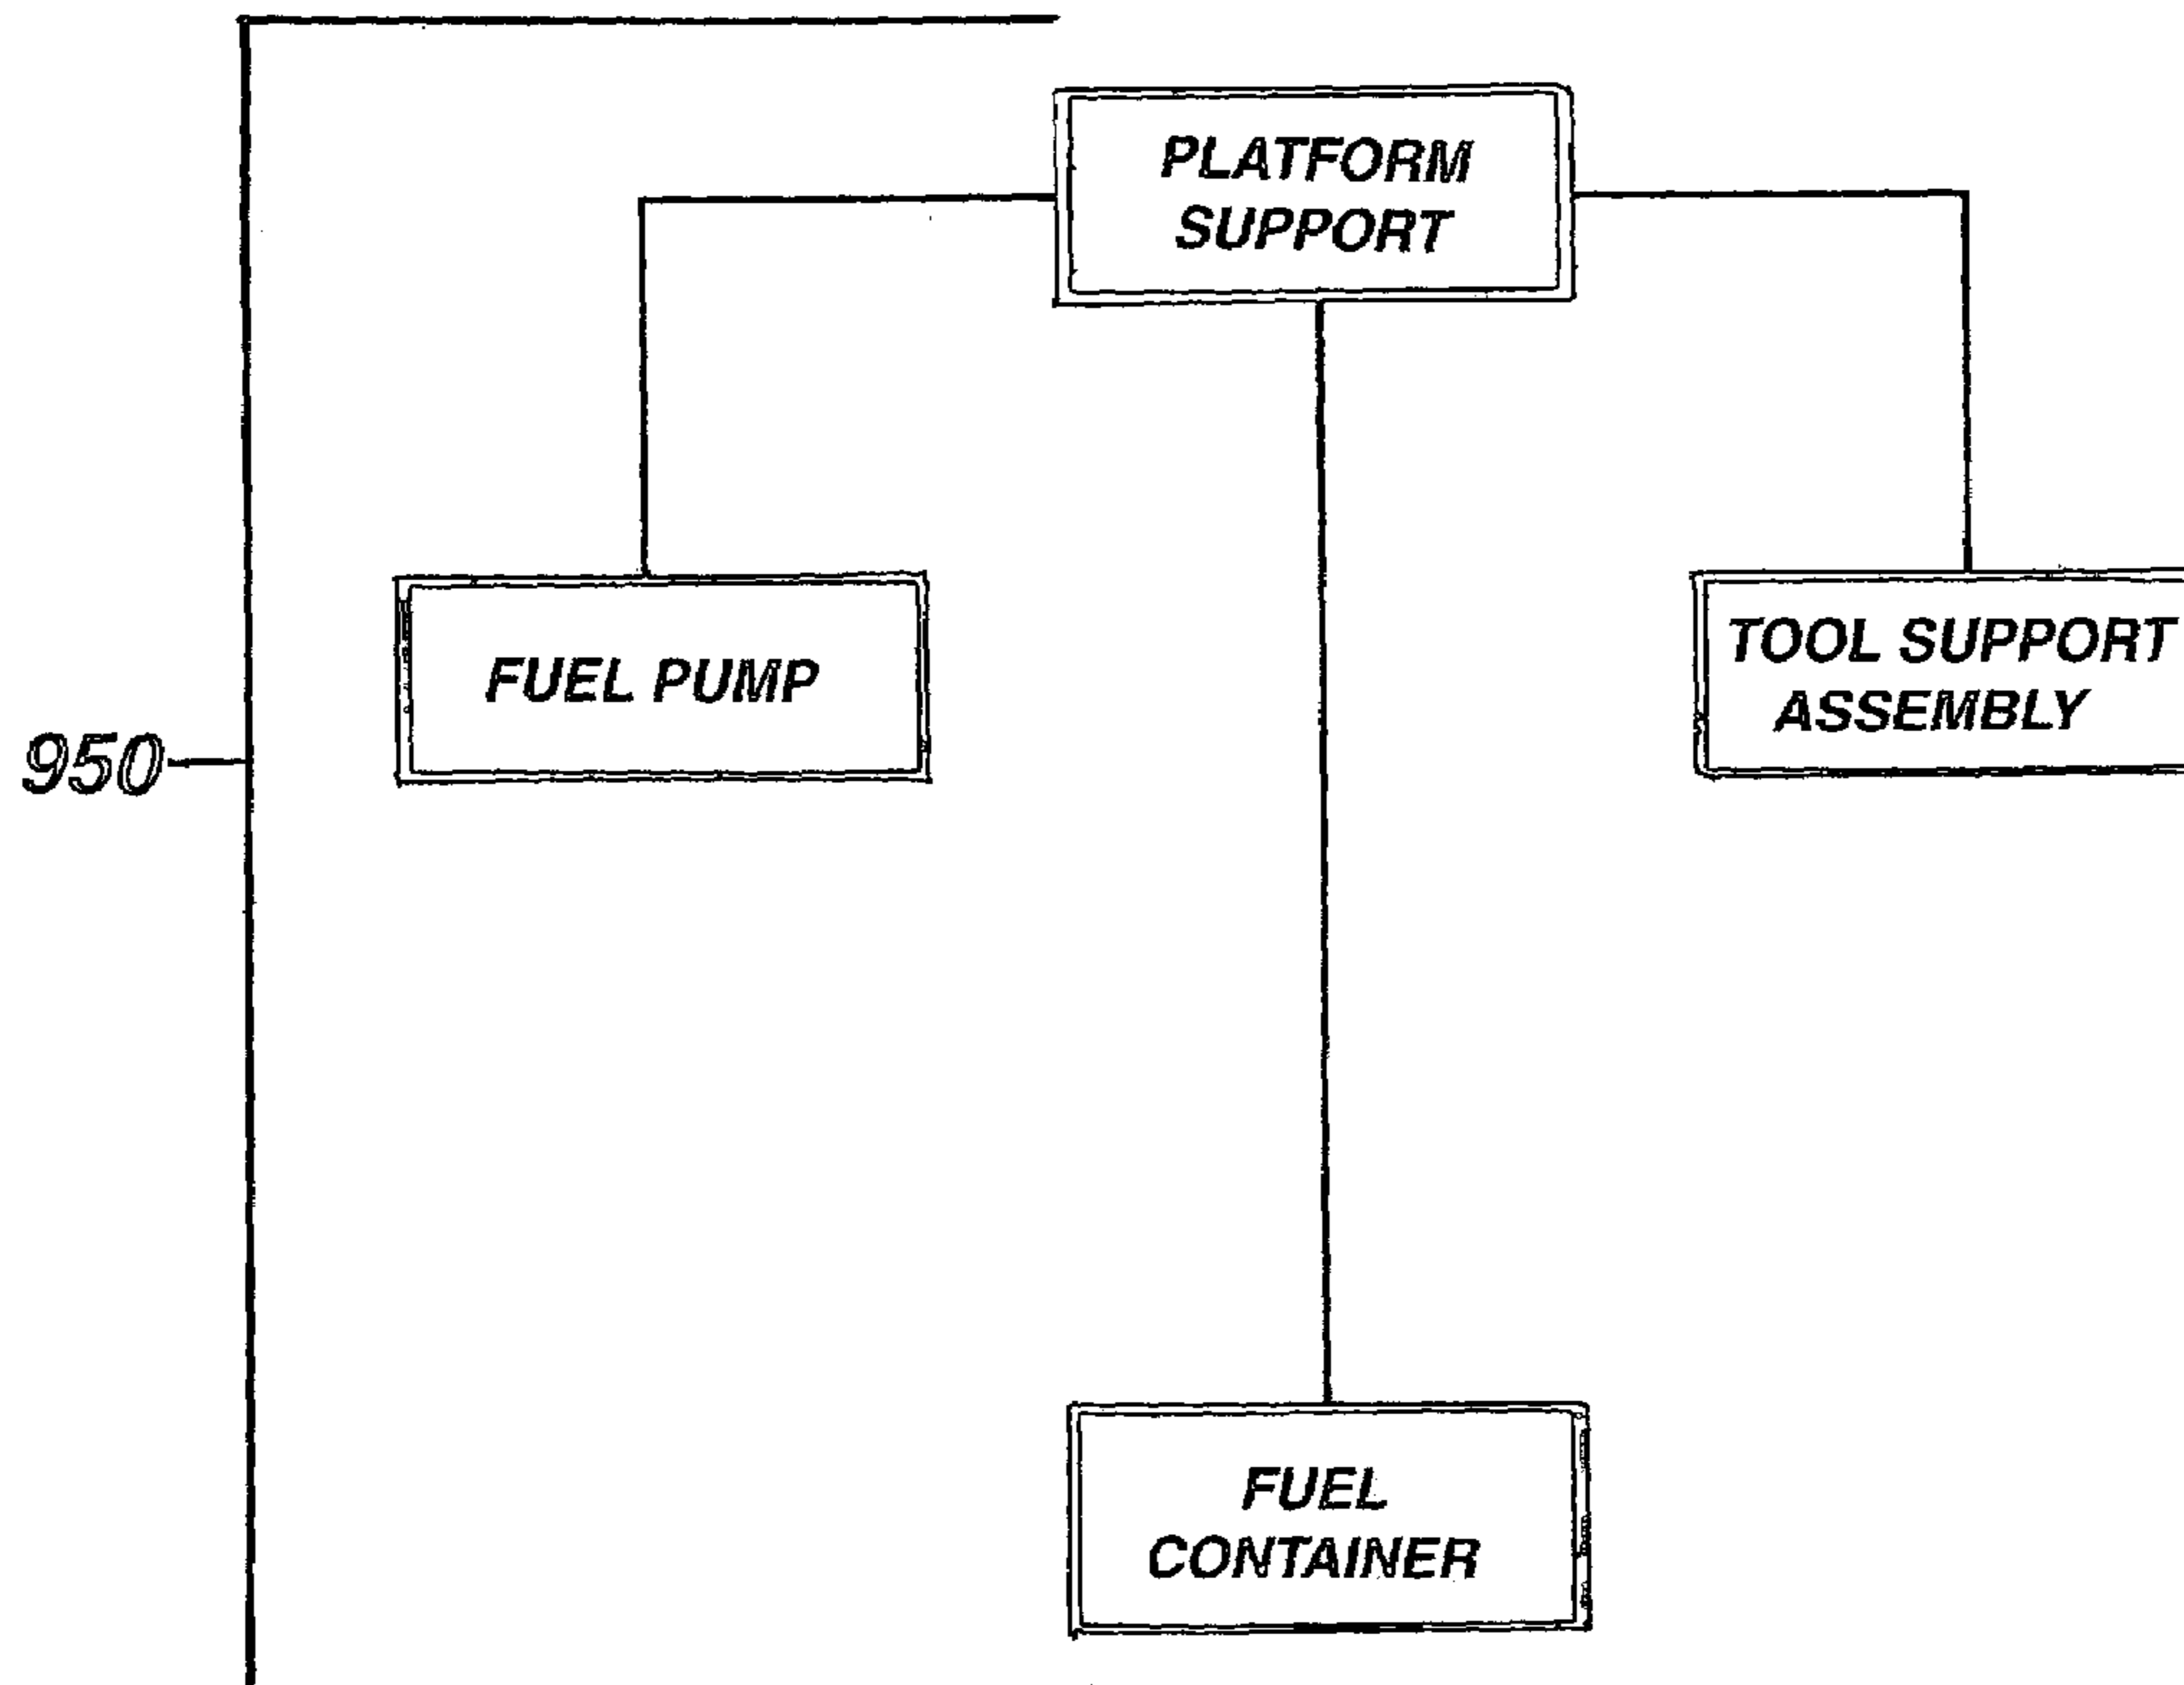 PLATFORM
SUPPORT
FUEL PUMP
TOOL SUPPORT
ASSEMBLY
950
FUEL
CONTAINER